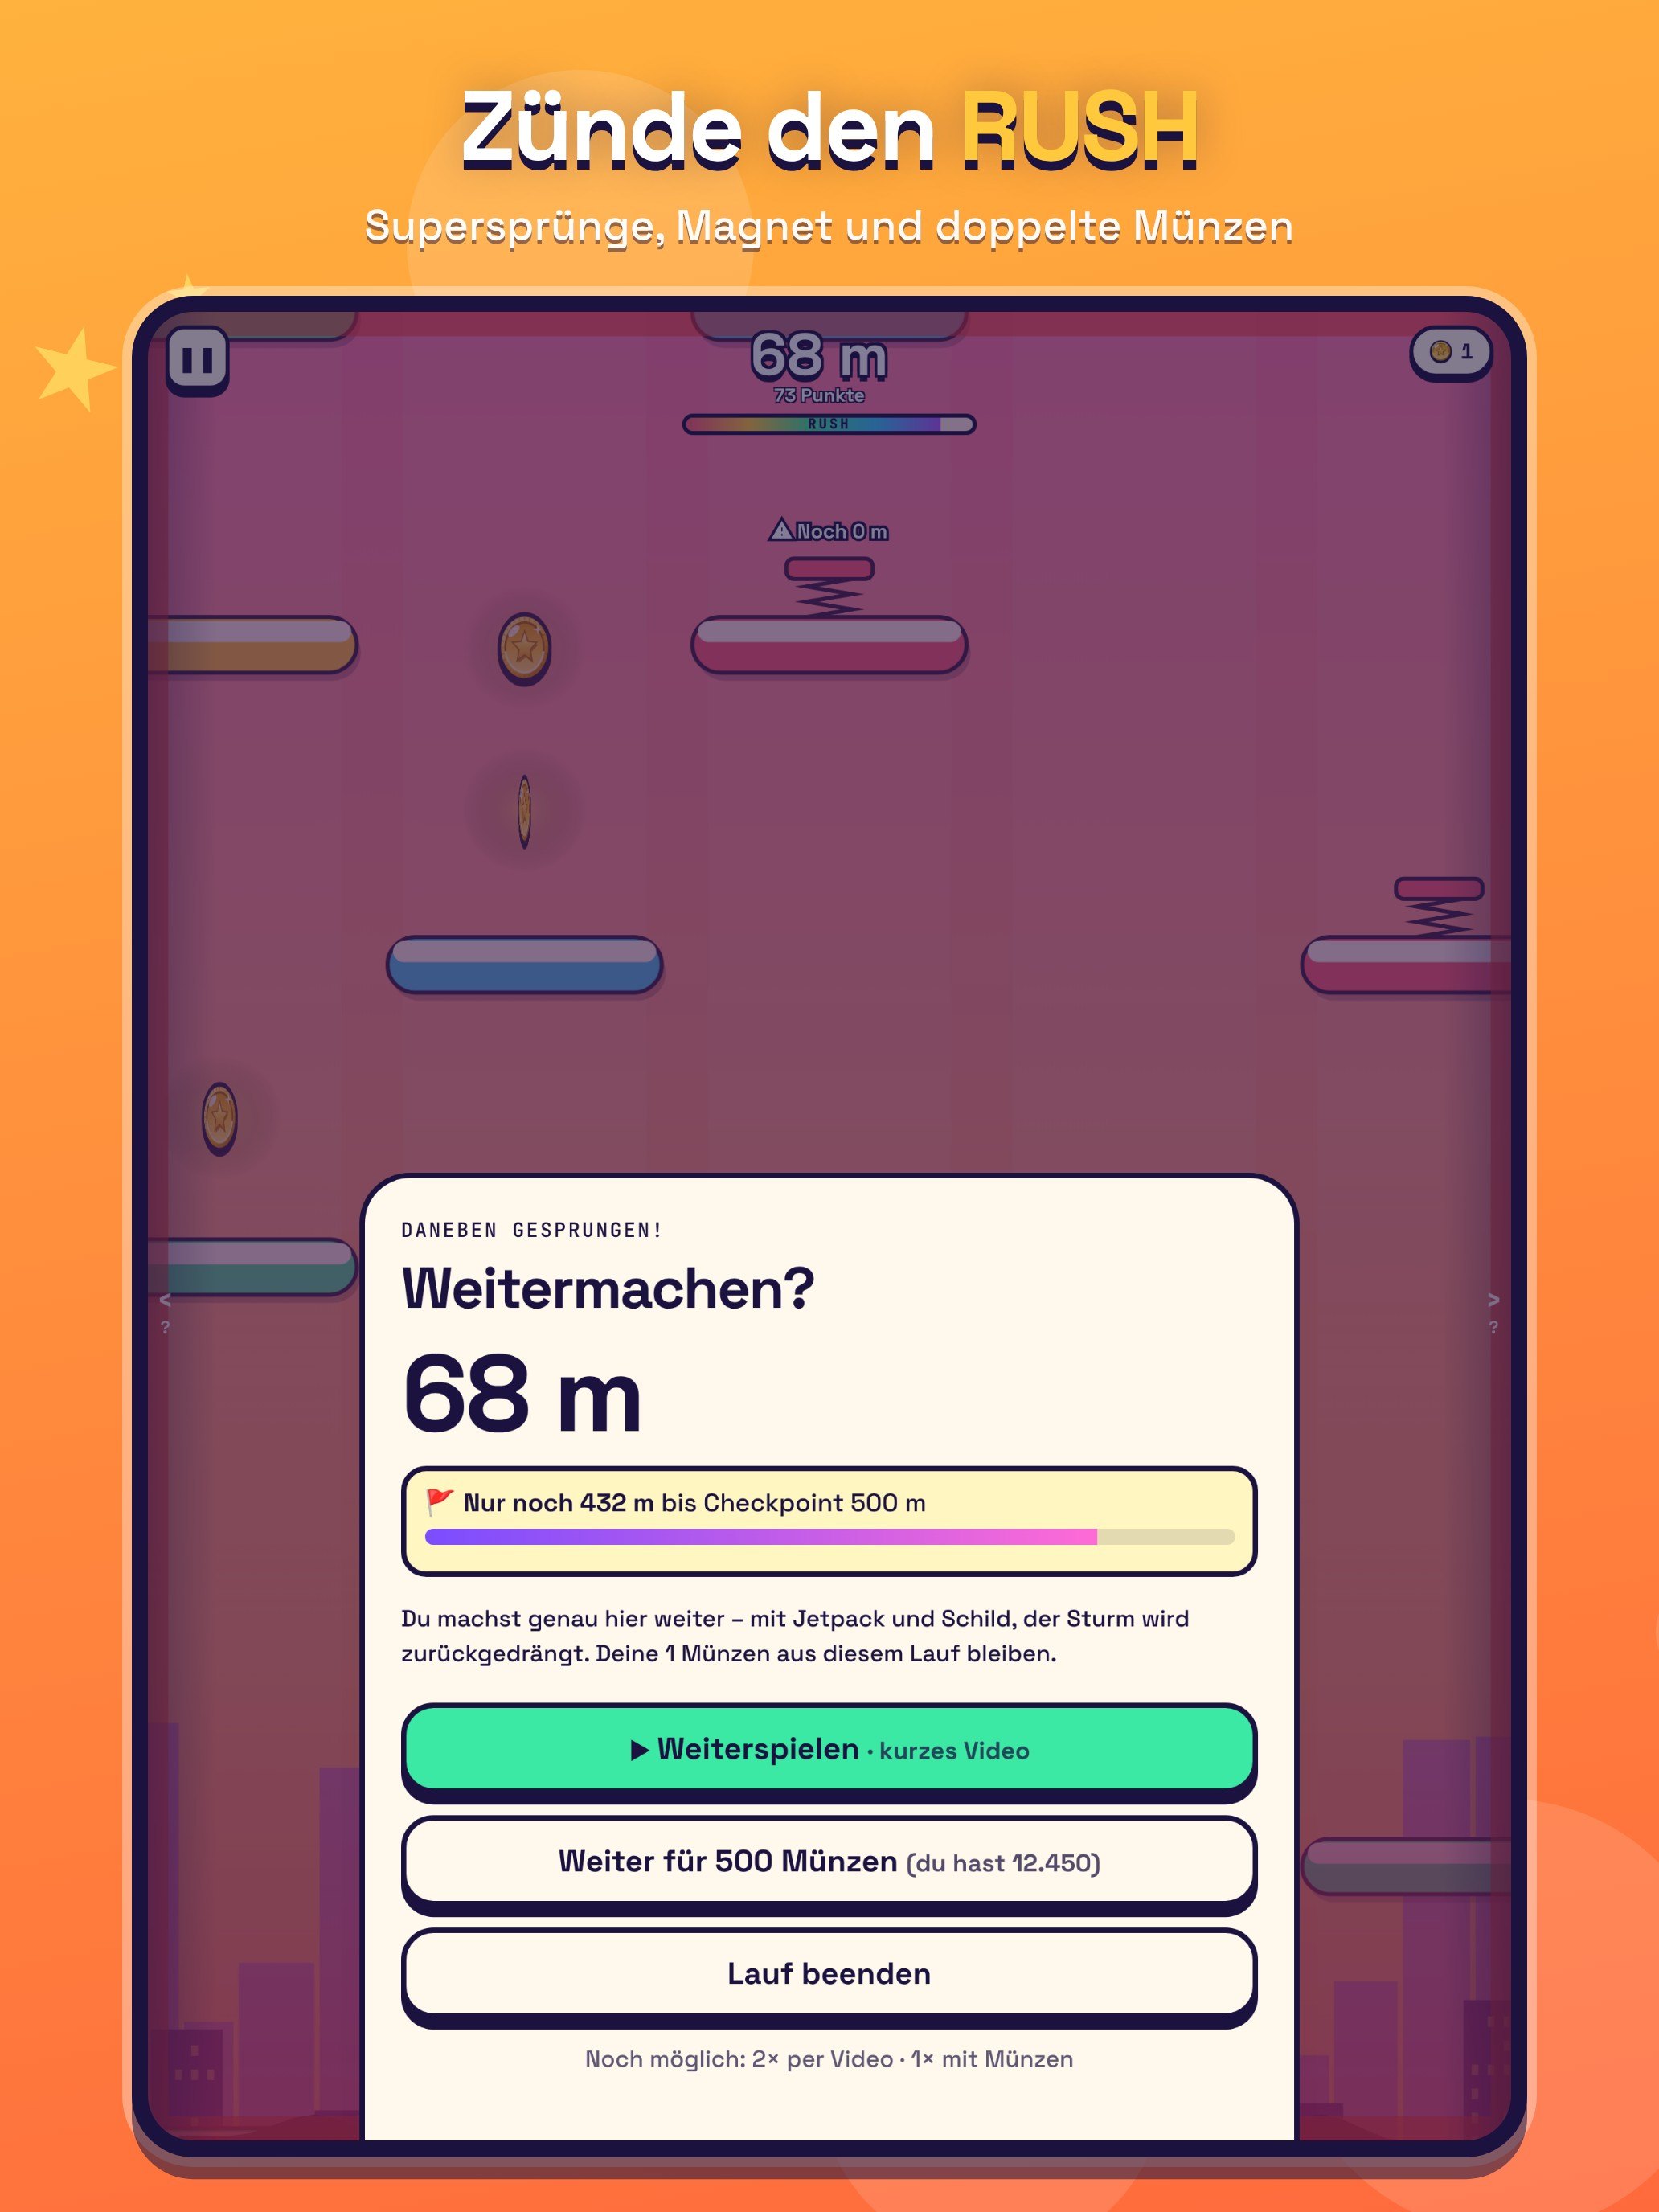 Zünde den RUSH
Supersprünge, Magnet und doppelte Münzen
68 m
1
73 Punkte
RUSH
⚠Noch 0 m
DANEBEN GESPRUNGEN!
Weitermachen?
<
>
?
?
68 m
🚩 Nur noch 432 m bis Checkpoint 500 m
Du machst genau hier weiter – mit Jetpack und Schild, der Sturm wird
zurückgedrängt. Deine 1 Münzen aus diesem Lauf bleiben.
▶ Weiterspielen · kurzes Video
Weiter für 500 Münzen (du hast 12.450)
Lauf beenden
Noch möglich: 2× per Video · 1× mit Münzen